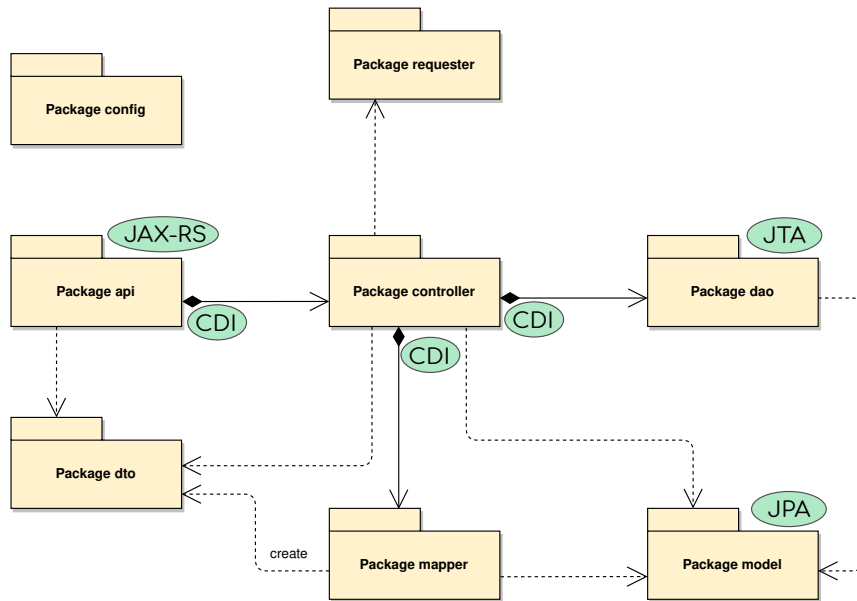 Package requester
Package config
JAX-RS
JTA
Package api
Package controller
Package dao
CDI
CDI
CDI
Package dto
JPA
create
Package mapper
Package model